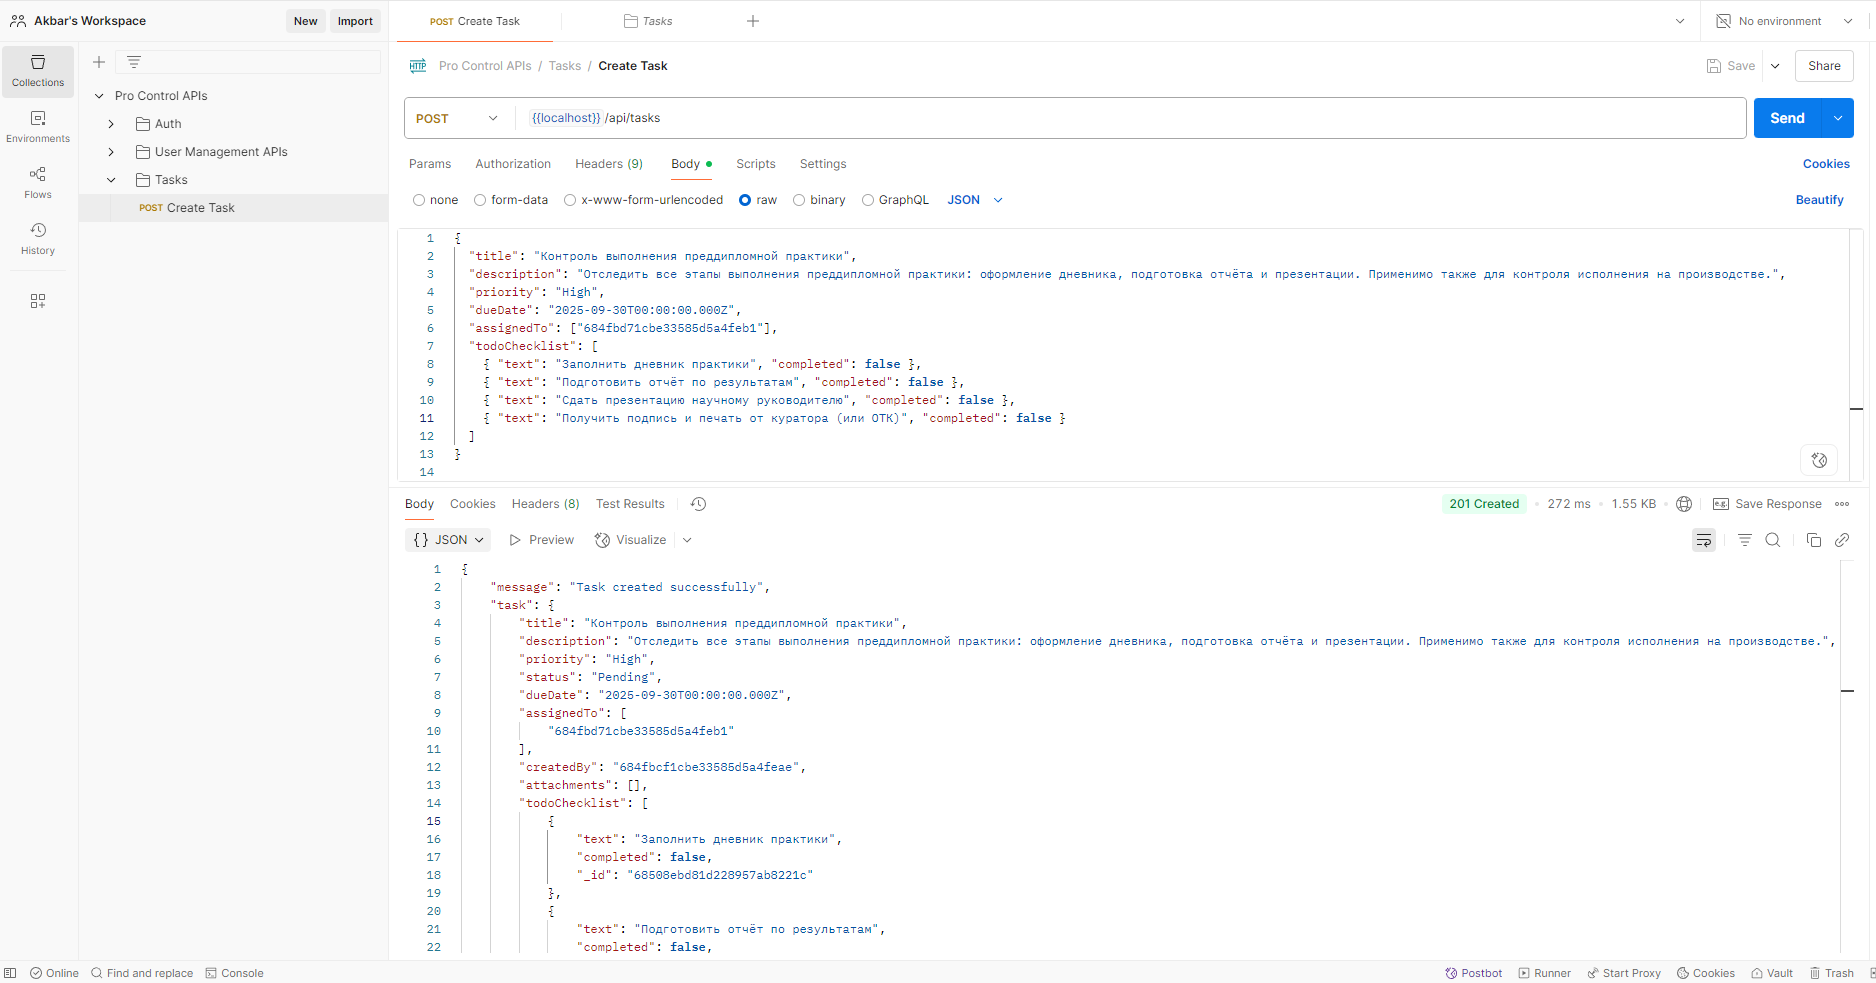 Akbar's Workspace
New
Import
POST Create Task
Tasks
No environment
Collections
Environments
Flows
History
Pro Control APIs
Auth
User Management APIs
Tasks
POST Create Task
HTTP
Pro Control APIs / Tasks / Create Task
Save
Share
POST
{{localhost}} /api/tasks
Send
Params
Authorization
Headers (9)
Body
Scripts
Settings
Cookies
none
form-data
x-www-form-urlencoded
raw
binary
GraphQL
JSON
Beautify
1 {
2 "title": "Контроль выполнения преддипломной практики",
3 "description": "Отследить все этапы выполнения преддипломной практики: оформление дневника, подготовка отчёта и презентации. Применимо также для контроля исполнения на производстве.",
4 "priority": "High",
5 "dueDate": "2025-09-30T00:00:00.000Z",
6 "assignedTo": ["684fbd71cbe33585d5a4feb1"],
7 "todoChecklist": [
8 { "text": "Заполнить дневник практики", "completed": false },
9 { "text": "Подготовить отчёт по результатам", "completed": false },
10 { "text": "Сдать презентацию научному руководителю", "completed": false },
11 { "text": "Получить подпись и печать от куратора (или ОТК)", "completed": false }
12 ]
13 }
14
Body
Cookies
Headers (8)
Test Results
201 Created
272 ms
1.55 KB
e.g.
Save Response
{} JSON
Preview
Visualize
1 {
2 "message": "Task created successfully",
3 "task": {
4 "title": "Контроль выполнения преддипломной практики",
5 "description": "Отследить все этапы выполнения преддипломной практики: оформление дневника, подготовка отчёта и презентации. Применимо также для контроля исполнения на производстве.",
6 "priority": "High",
7 "status": "Pending",
8 "dueDate": "2025-09-30T00:00:00.000Z",
9 "assignedTo": [
10 "684fbd71cbe33585d5a4feb1"
11 ],
12 "createdBy": "684fbcf1cbe33585d5a4feae",
13 "attachments": [],
14 "todoChecklist": [
15 {
16 "text": "Заполнить дневник практики",
17 "completed": false,
18 "_id": "68508ebd81d228957ab8221c"
19 },
20 {
21 "text": "Подготовить отчёт по результатам",
22 "completed": false,
Online
Find and replace
Console
Postbot
Runner
Start Proxy
Cookies
Vault
Trash